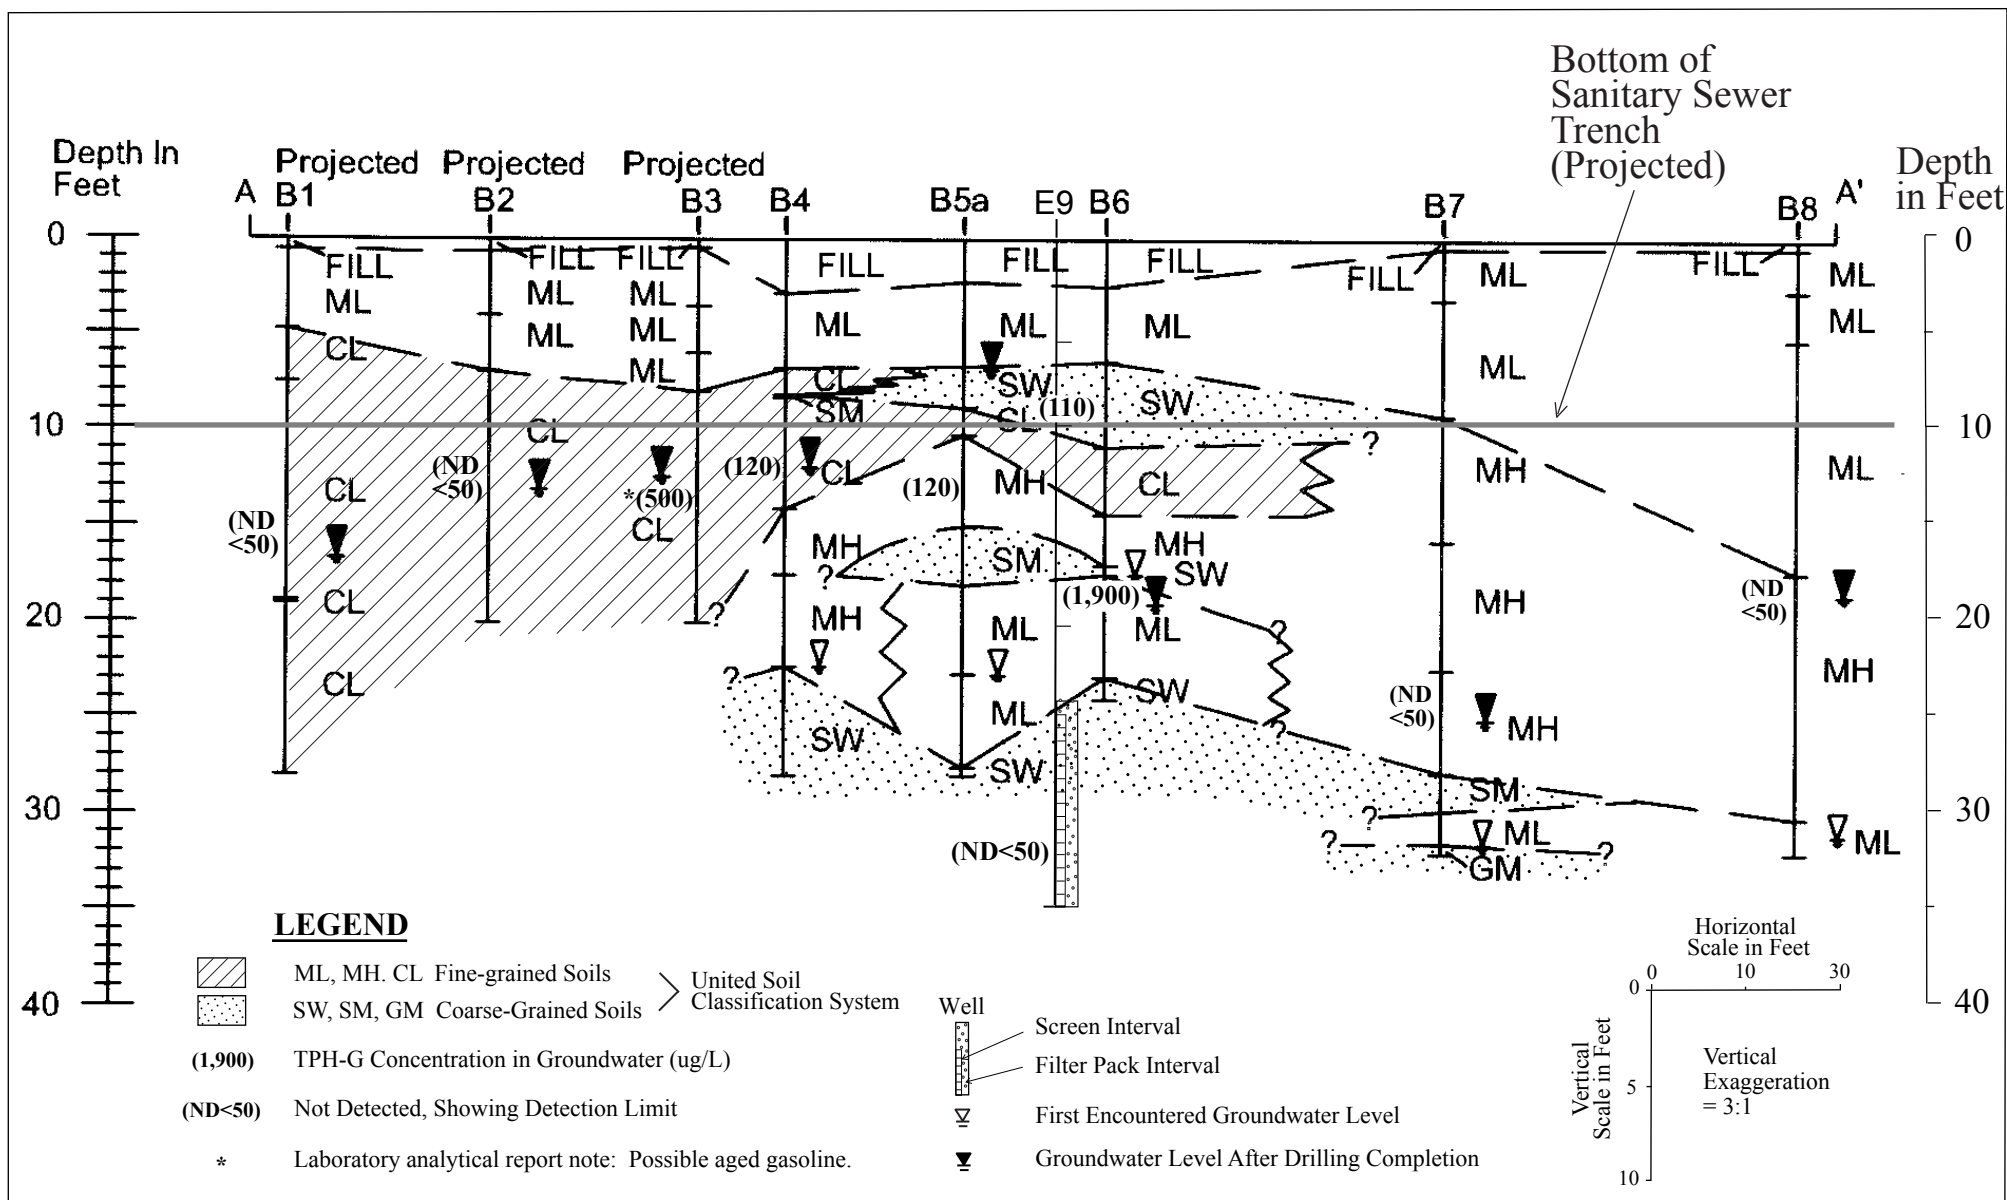 Bottom of
Sanitary Sewer
Trench
(Projected)
Depth In
Feet
Projected
Projected
Projected
Depth
in Feet
A
B1
B2
B3
B4
B5a
E9
B6
B7
B8
A'
0
0
FILL
FILL
FILL
FILL
FILL
FILL
FILL
ML
FILL
ML
ML
ML
ML
ML
ML
ML
ML
ML
ML
ML
CL
ML
CL
SW
ML
SM
CL
(110)
SW
10
10
CL
?
(ND
<50)
*(500)
(120)
CL
(120)
MH
CL
MH
ML
CL
CL
(ND
<50)
MH
?
SM
MH
SW
CL
?
MH
(1,900)
ML
ML
?
MH
(ND
<50)
20
20
CL
?
ML
SW
?
(ND
<50)
MH
MH
SW
SW
SM
30
30
?
?
ML
?
GM
ML
(ND<50)
40
40
LEGEND
ML, MH. CL Fine-grained Soils
SW, SM, GM Coarse-Grained Soils
United Soil
Classification System
(1,900)
TPH-G Concentration in Groundwater (ug/L)
(ND<50)
Not Detected, Showing Detection Limit
*
Laboratory analytical report note: Possible aged gasoline.
Well
Screen Interval
Filter Pack Interval
First Encountered Groundwater Level
Groundwater Level After Drilling Completion
Horizontal
Scale in Feet
0 10 30
0
Vertical
Scale in Feet
5
10
Vertical
Exaggeration
= 3:1